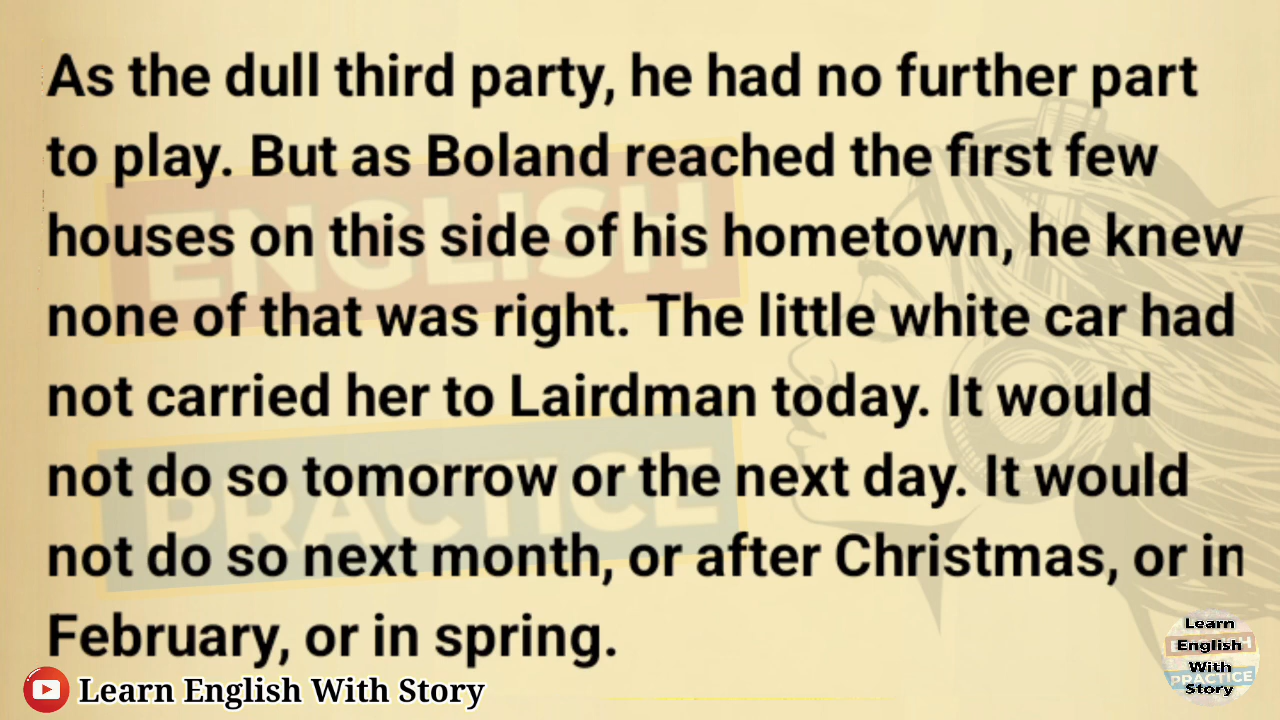 As the dull third party, he had no further part
to play. But as Boland reached the first few
houses on this side of his hometown, he knew
none of that was right. The little white car had
not carried her to Lairdman today. It would
not do so tomorrow or the next day. It would
not do so next month, or after Christmas, or in
February, or in spring.
ENGLISH
PRACTICE
Learn English With Story
Learn
English
With
PRACTICE
Story